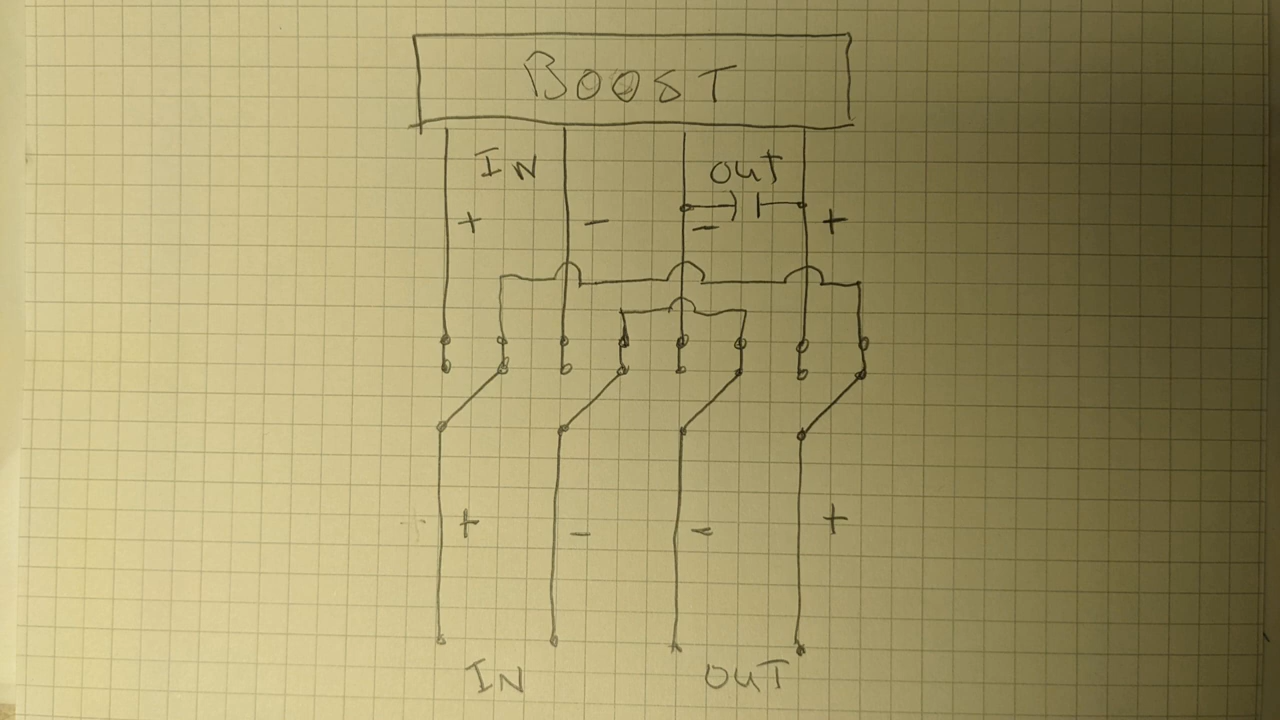 BOOST
IN OUT
+ - - +
+ - - +
IN OUT